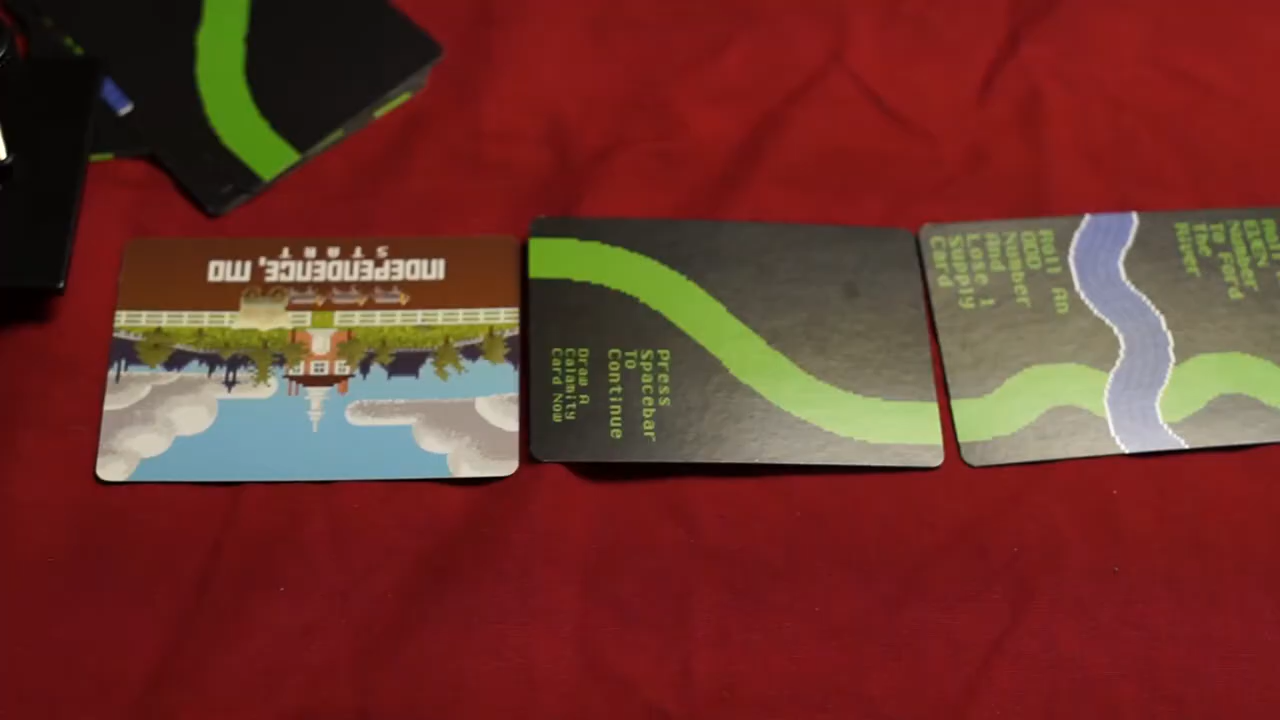 INDEPENDENCE, MO
START
Press
Spacebar
To
Continue
Draw A
Calamity
Card Now
Roll An
EVEN
Number
To Ford
The
River
Roll An
ODD
Number
And
Lose 1
Supply
Card